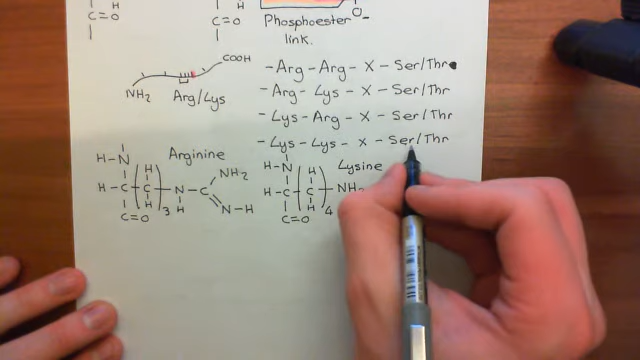 H
C=O
H
C=O
O-
Phosphoester
link.
COOH
NH2
Arg/Lys
-Arg-Arg-X-Ser/Thr
-Arg-Lys-X-Ser/Thr
-Lys-Arg-X-Ser/Thr
-Lys-Lys-X-Ser/Thr
Arginine
H-N
H
H-C
C
N-C
NH2
H
3
H
N-H
C=O
Lysine
H-N
H
H-C
C
NH
H
4
C=O